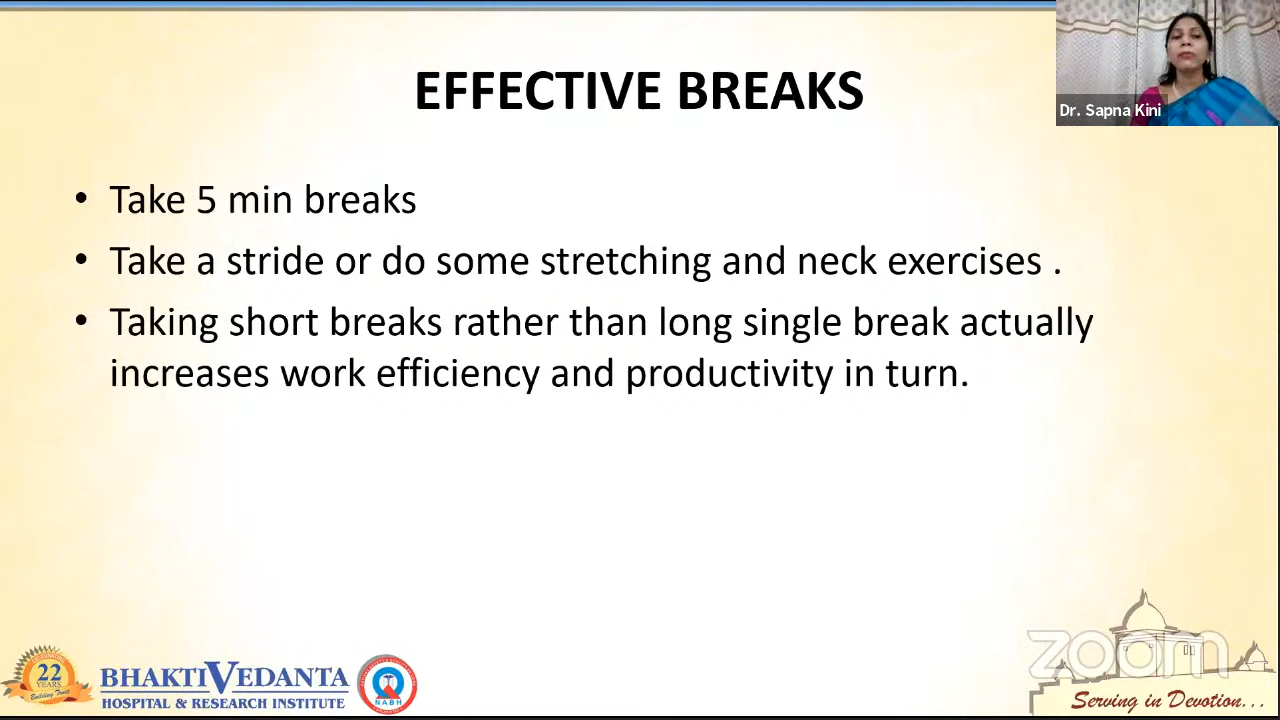 EFFECTIVE BREAKS
Dr. Sapna Kini
• Take 5 min breaks
• Take a stride or do some stretching and neck exercises .
• Taking short breaks rather than long single break actually
increases work efficiency and productivity in turn.
22
YEARS
Building Trust
BHAKTIVEDANTA
HOSPITAL & RESEARCH INSTITUTE
NABH
zoom
Serving in Devotion...